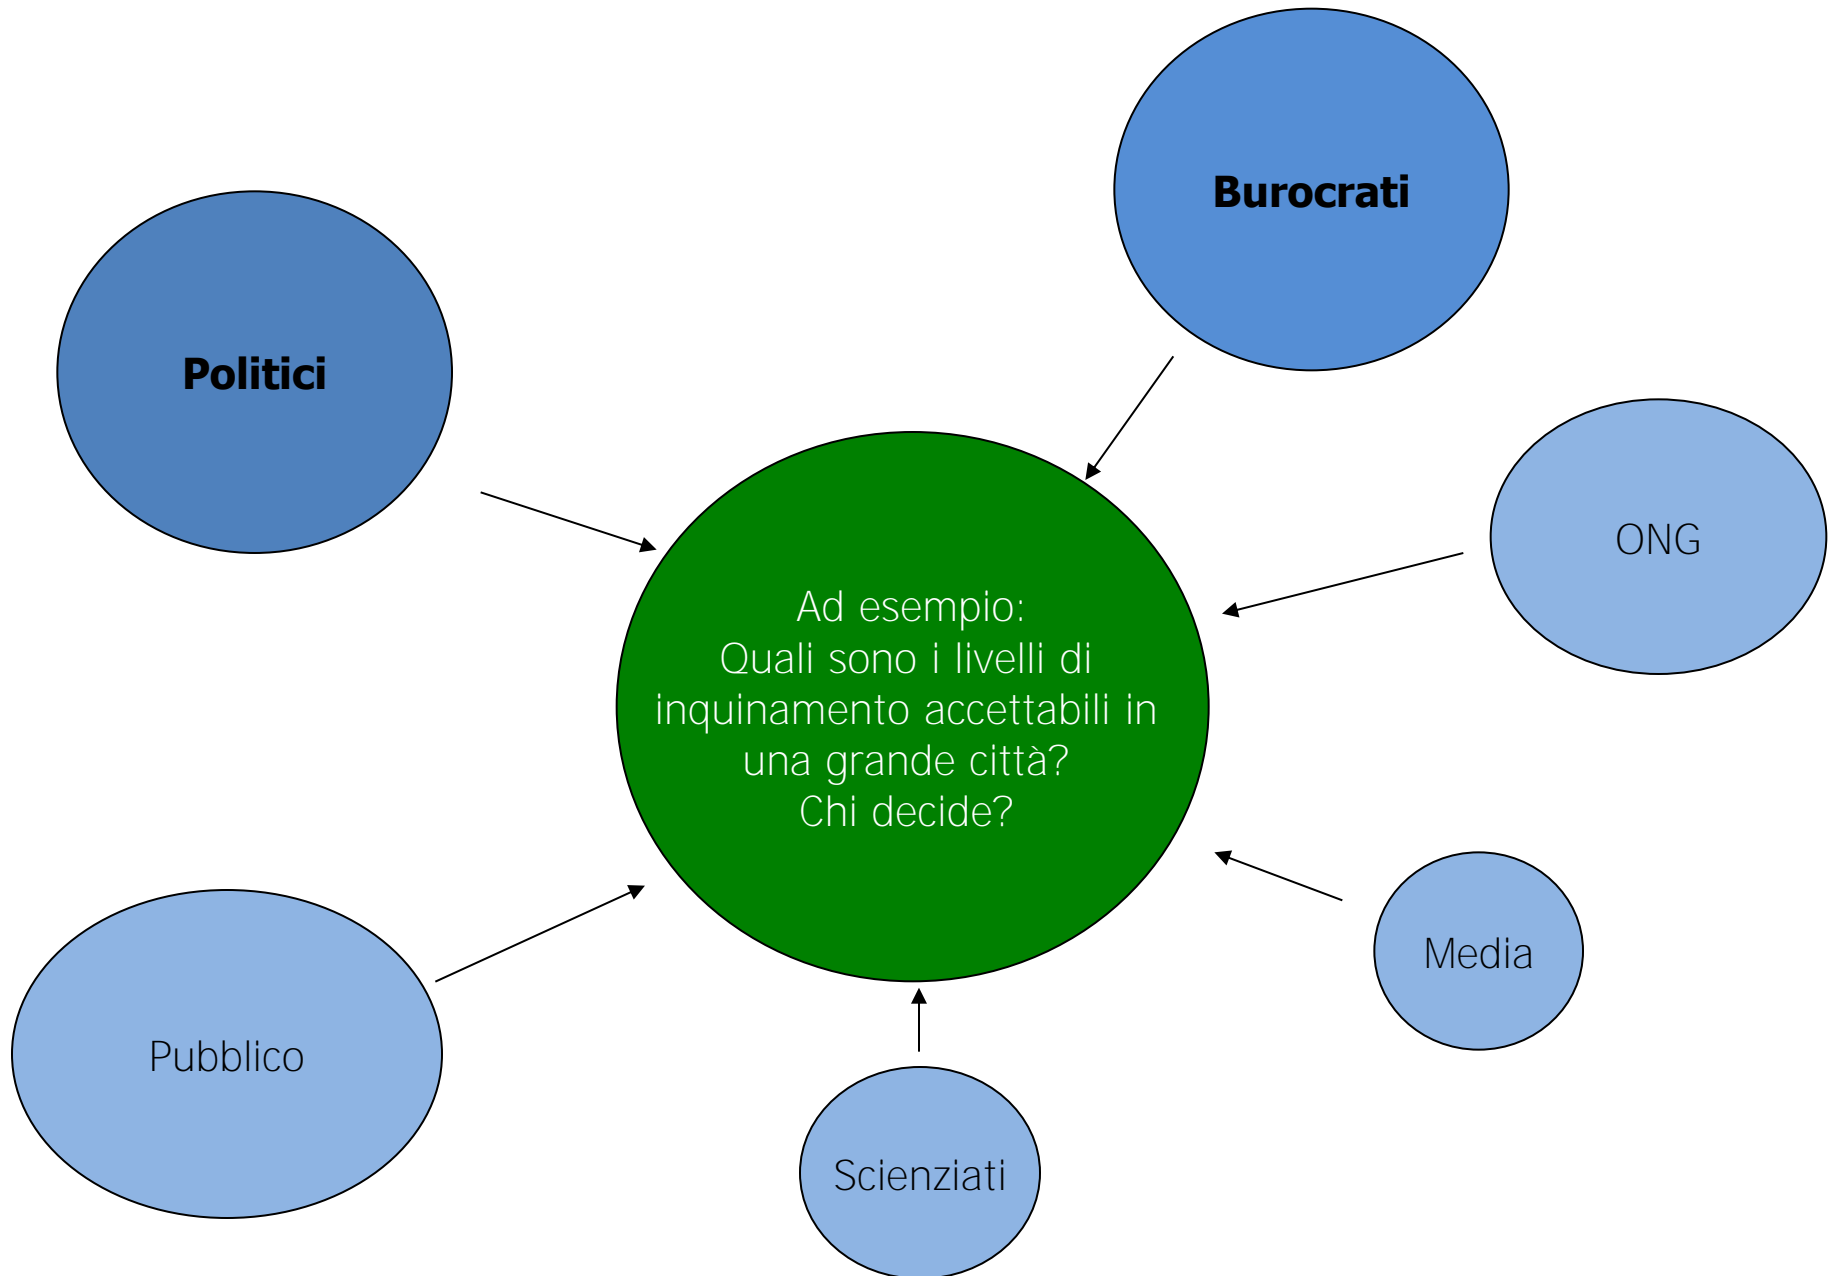 Burocrati
Politici
ONG
Ad esempio:
Quali sono i livelli di
inquinamento accettabili in
una grande città?
Chi decide?
Media
Pubblico
Scienziati